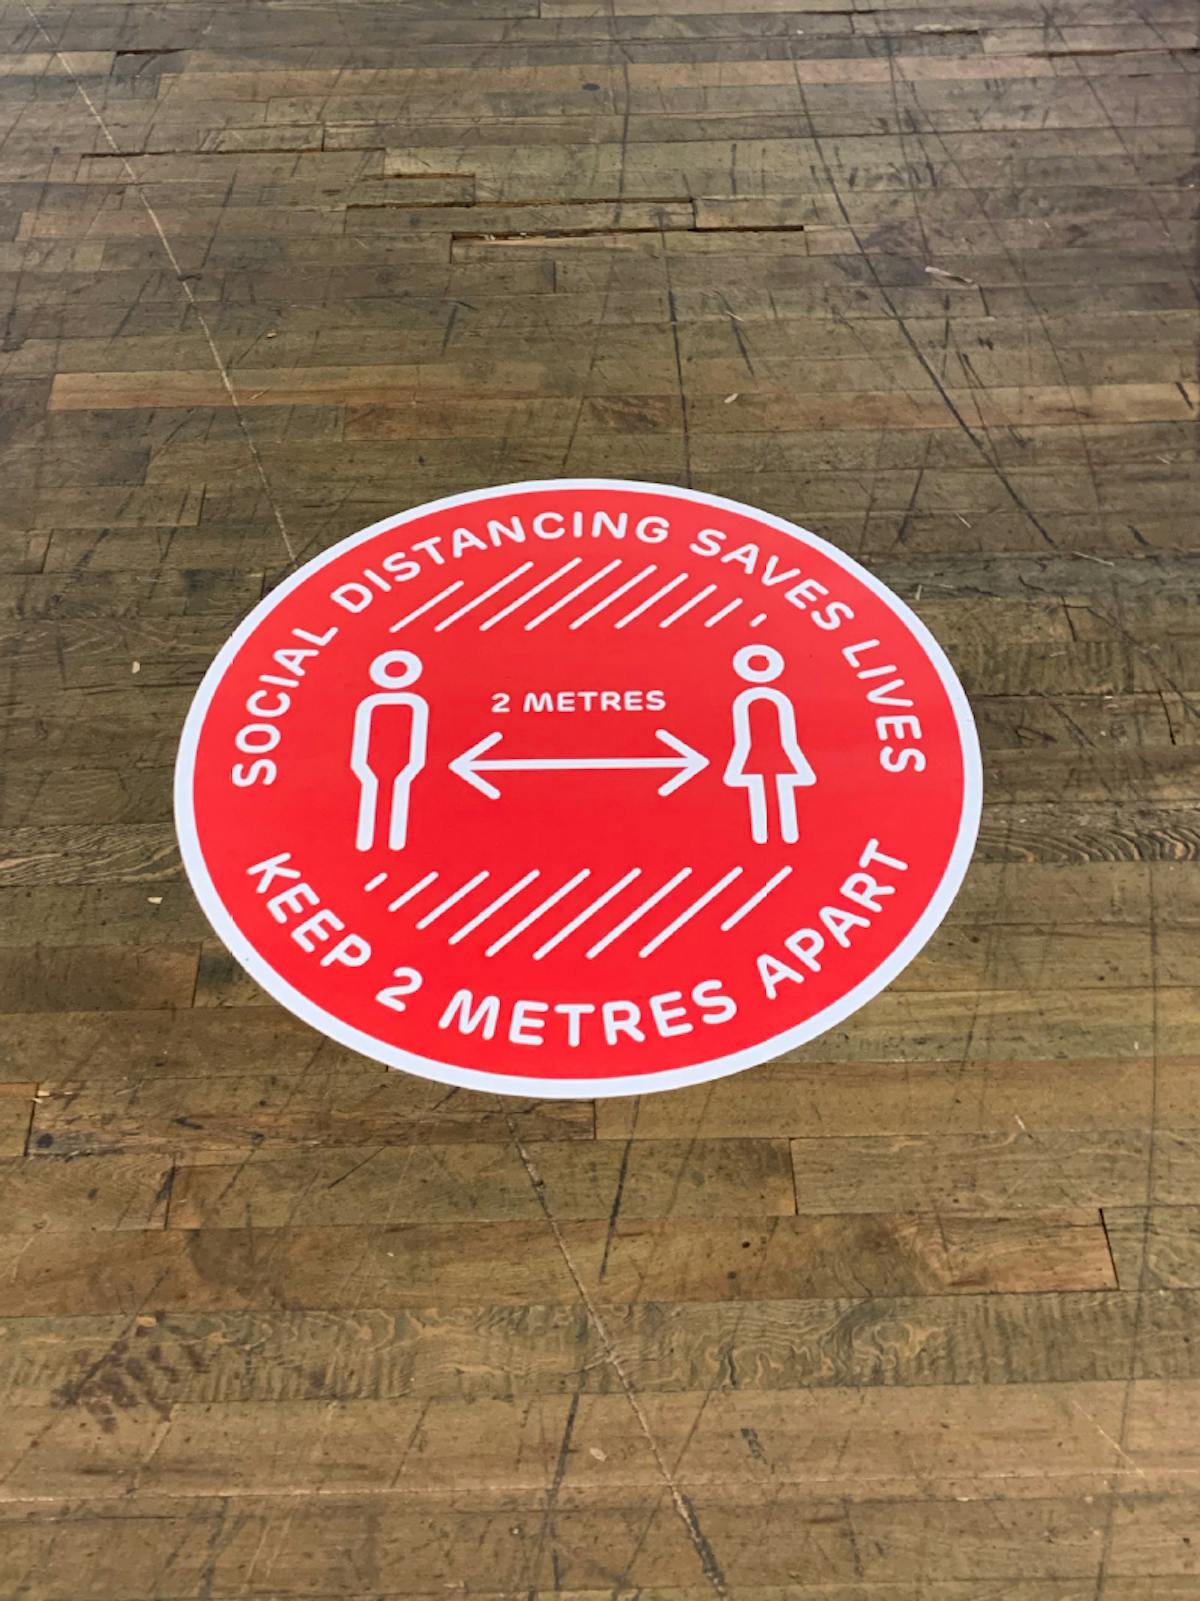 SOCIAL DISTANCING SAVES LIVES
2 METRES
KEEP 2 METRES APART